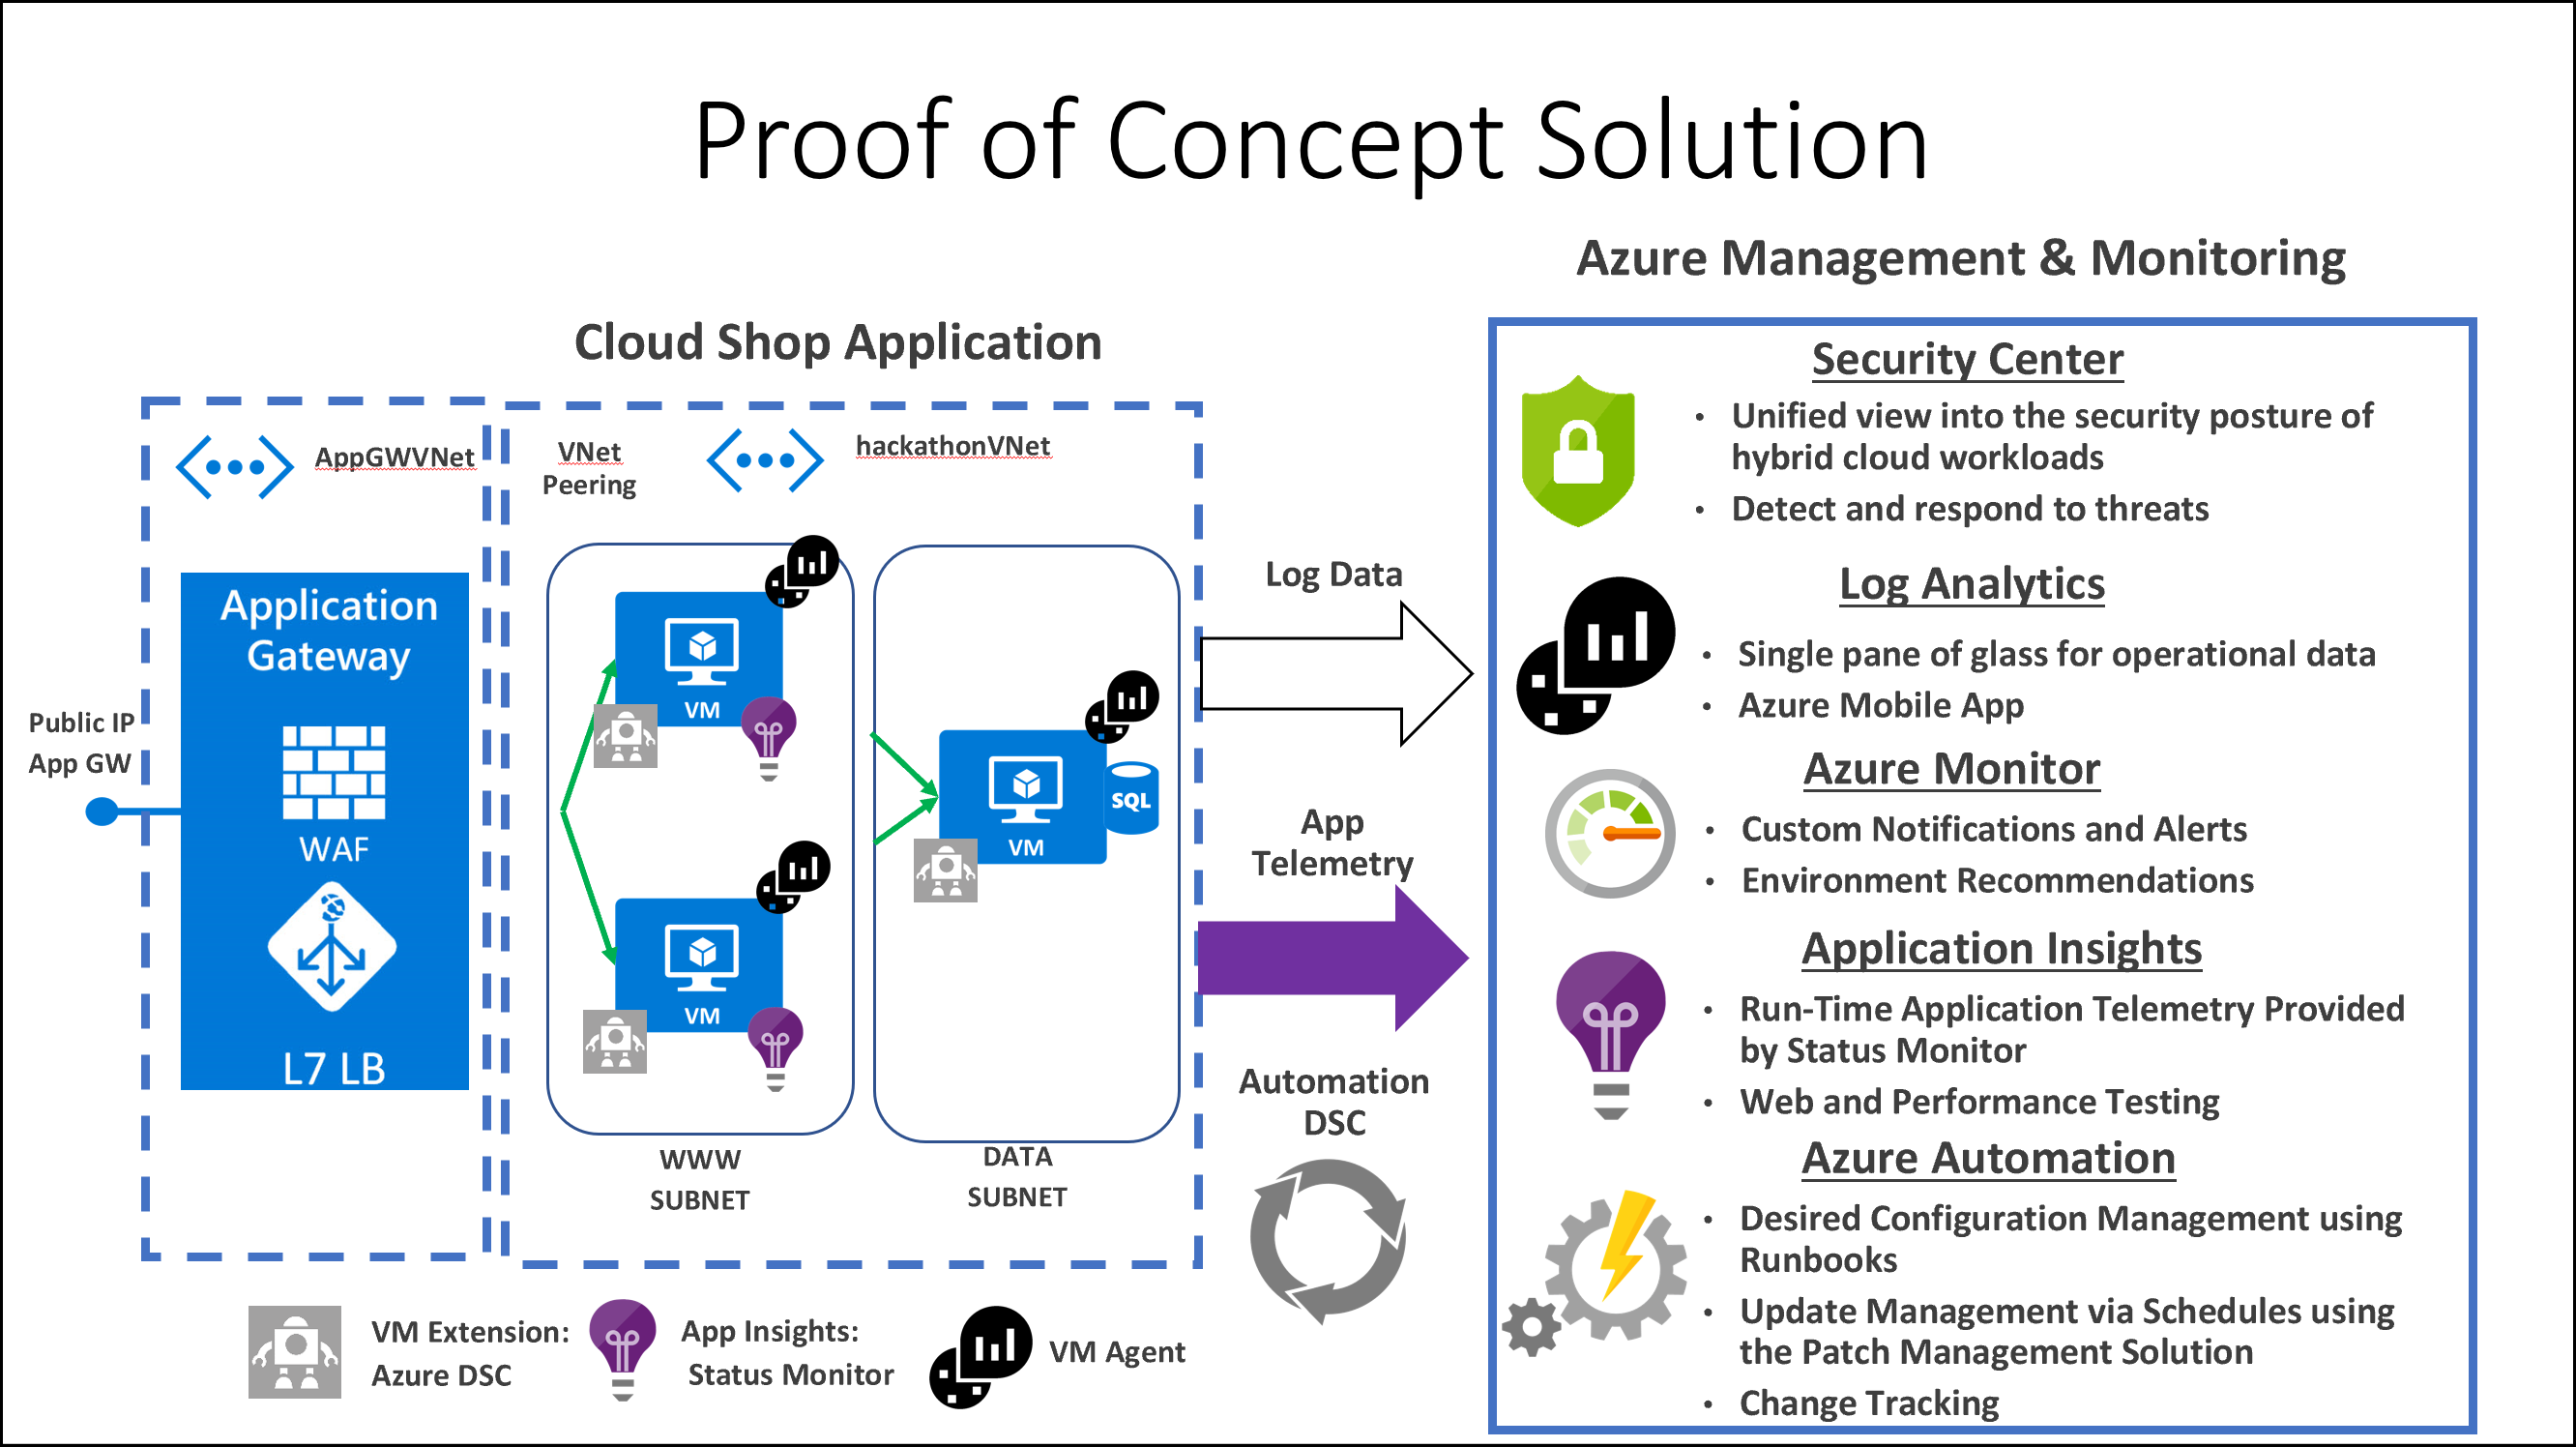 Proof of Concept Solution
Azure Management & Monitoring
Cloud Shop Application
AppGWVNet
VNet
Peering
hackathonVNet
Application
Gateway
WAF
L7 LB
Public IP
App GW
VM
VM
VM
SQL
WWW
SUBNET
DATA
SUBNET
Log Data
App
Telemetry
Automation
DSC
VM Extension:
Azure DSC
App Insights:
Status Monitor
VM Agent
Security Center
• Unified view into the security posture of
hybrid cloud workloads
• Detect and respond to threats
Log Analytics
• Single pane of glass for operational data
• Azure Mobile App
Azure Monitor
• Custom Notifications and Alerts
• Environment Recommendations
Application Insights
• Run-Time Application Telemetry Provided
by Status Monitor
• Web and Performance Testing
Azure Automation
• Desired Configuration Management using
Runbooks
• Update Management via Schedules using
the Patch Management Solution
• Change Tracking